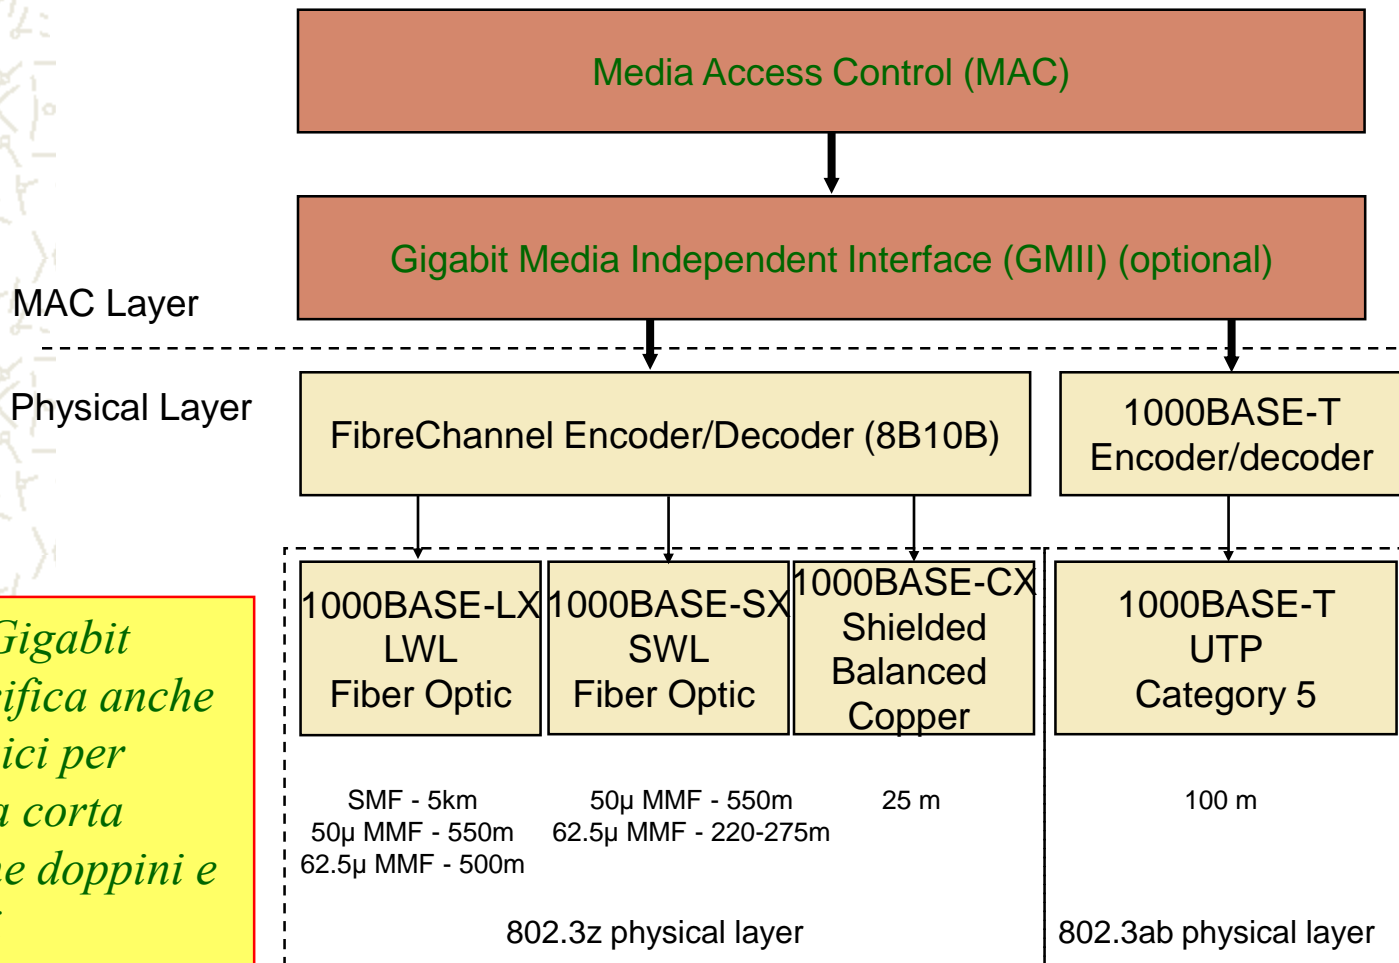 Media Access Control (MAC)
Gigabit Media Independent Interface (GMII) (optional)
MAC Layer
Physical Layer
FibreChannel Encoder/Decoder (8B10B)
1000BASE-T
Encoder/decoder
1000BASE-LX
LWL
Fiber Optic
1000BASE-SX
SWL
Fiber Optic
1000BASE-CX
Shielded
Balanced
Copper
1000BASE-T
UTP
Category 5
SMF - 5km
50µ MMF - 550m
62.5µ MMF - 500m
50µ MMF - 550m
62.5µ MMF - 220-275m
25 m
100 m
802.3z physical layer
802.3ab physical layer
Gigabit
anche
per
corta
doppini e